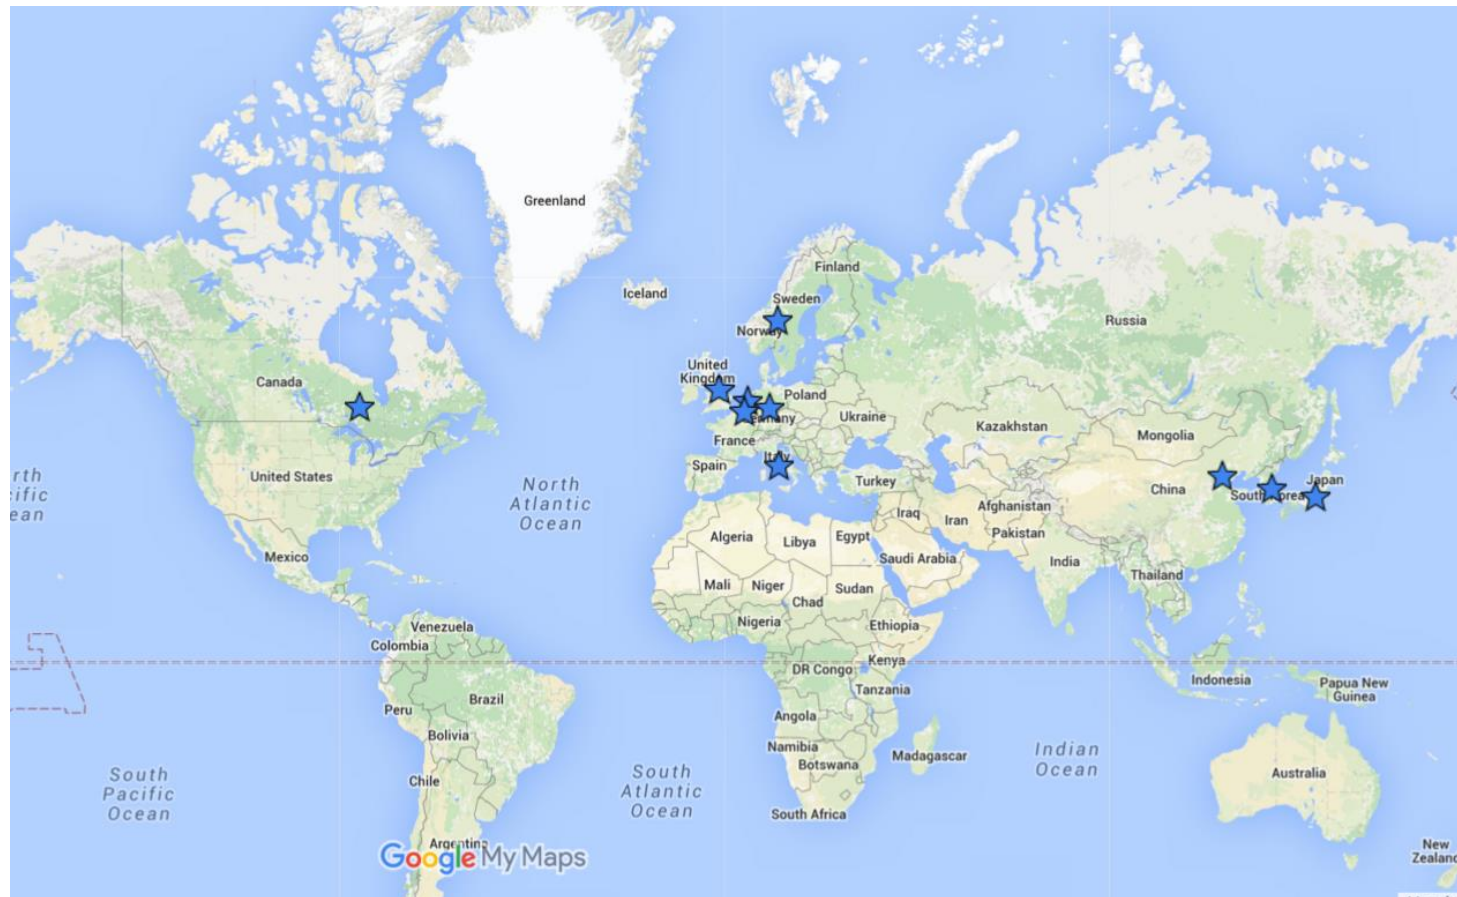 Greenland
Finland
Iceland
Sweden
Russia
Norway
United
Kingdom
Canada
Poland
Germany
Ukraine
Kazakhstan
Mongolia
France
Italy
Spain
United States
North
Atlantic
Ocean
Turkey
China
South Korea
Japan
Afghanistan
Iraq
Iran
Pakistan
Algeria
Libya
Egypt
Saudi Arabia
India
Mexico
Mali
Niger
Sudan
Chad
Thailand
Nigeria
Ethiopia
Venezuela
Colombia
DR Congo
Kenya
Indonesia
Papua New
Guinea
Tanzania
Brazil
Peru
Angola
Bolivia
Namibia
Botswana
Madagascar
Indian
Ocean
South
Pacific
Ocean
Chile
South
Atlantic
Ocean
Australia
South Africa
Argentina
Google My Maps
New
Zealand